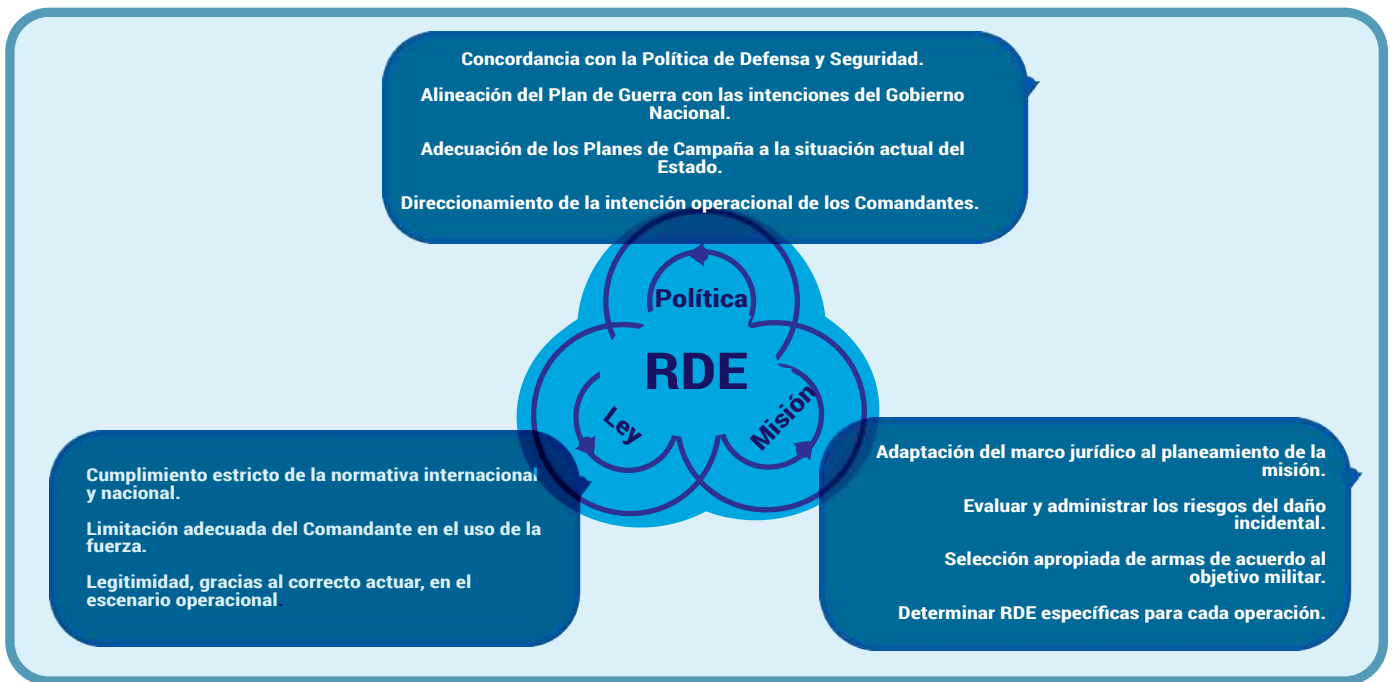 Concordancia con la Política de Defensa y Seguridad.
Alineación del Plan de Guerra con las intenciones del Gobierno
Nacional.
Adecuación de los Planes de Campaña a la situación actual del
Estado.
Direccionamiento de la intención operacional de los Comandantes.
Política
RDE
Ley
Misión
Cumplimiento estricto de la normativa internacional
y nacional.
Limitación adecuada del Comandante en el uso de la
fuerza.
Legitimidad, gracias al correcto actuar, en el
escenario operacional.
Adaptación del marco jurídico al planeamiento de la
misión.
Evaluar y administrar los riesgos del daño
incidental.
Selección apropiada de armas de acuerdo al
objetivo militar.
Determinar RDE específicas para cada operación.